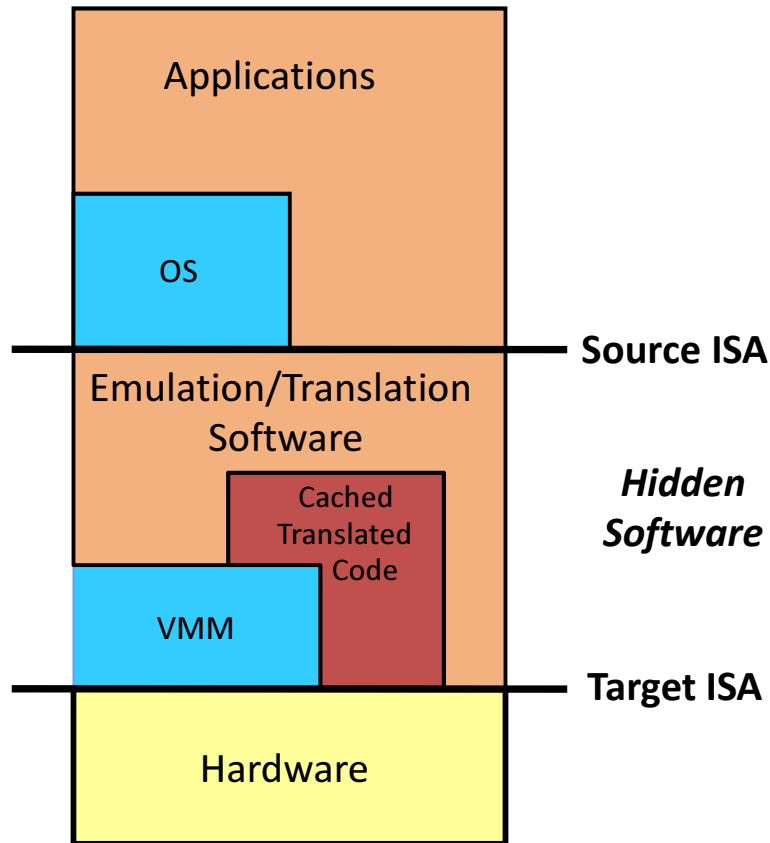 Applications
OS
Source ISA
Emulation/Translation
Software
Cached
Translated
Code
Hidden
Software
VMM
Target ISA
Hardware